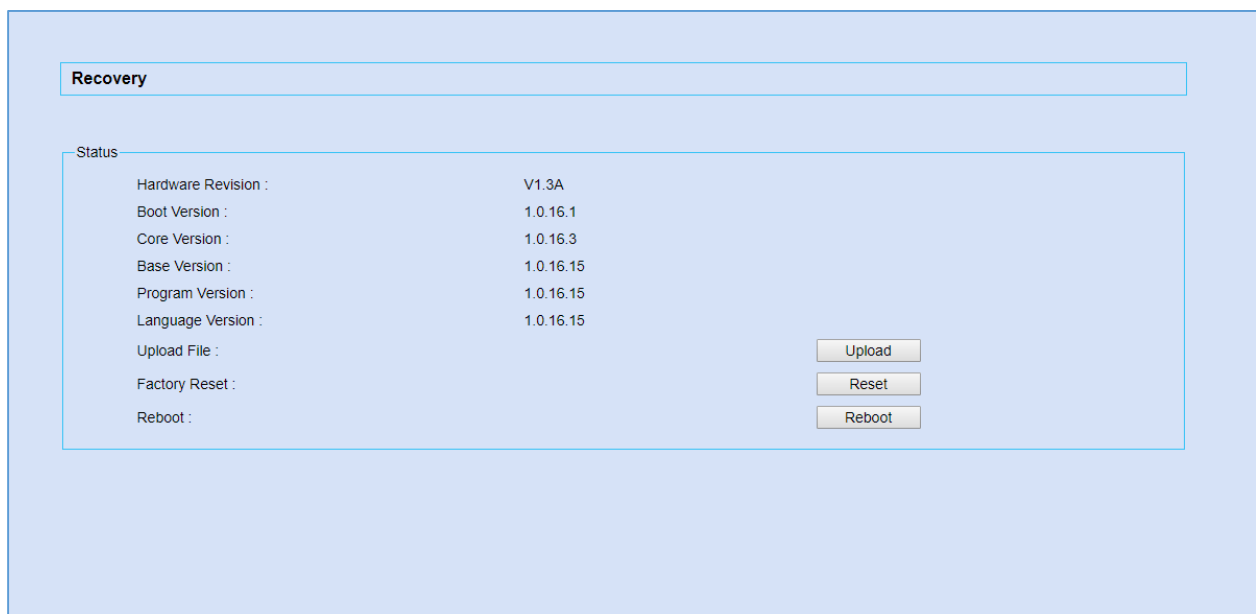 Recovery
Status
Hardware Revision : V1.3A
Boot Version : 1.0.16.1
Core Version : 1.0.16.3
Base Version : 1.0.16.15
Program Version : 1.0.16.15
Language Version : 1.0.16.15
Upload File : Upload
Factory Reset : Reset
Reboot : Reboot